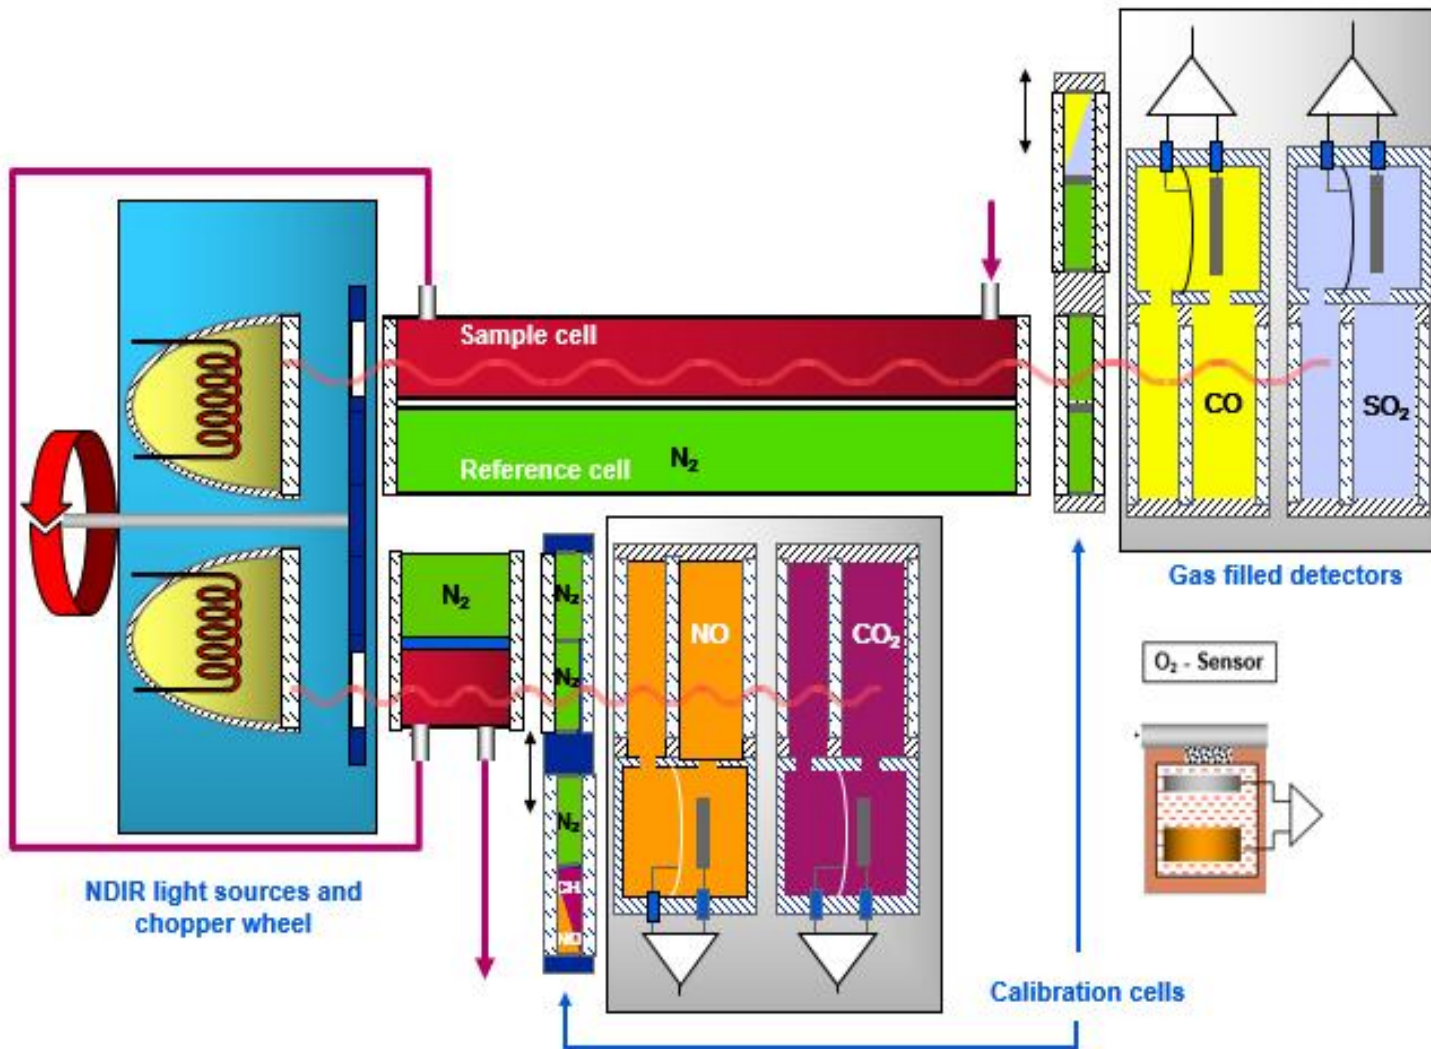 Sample cell
Reference cell
N₂
CO
SO₂
Gas filled detectors
N₂
N₂
N₂
N₂
CH
NO
NO
CO₂
O₂ - Sensor
NDIR light sources and
chopper wheel
Calibration cells